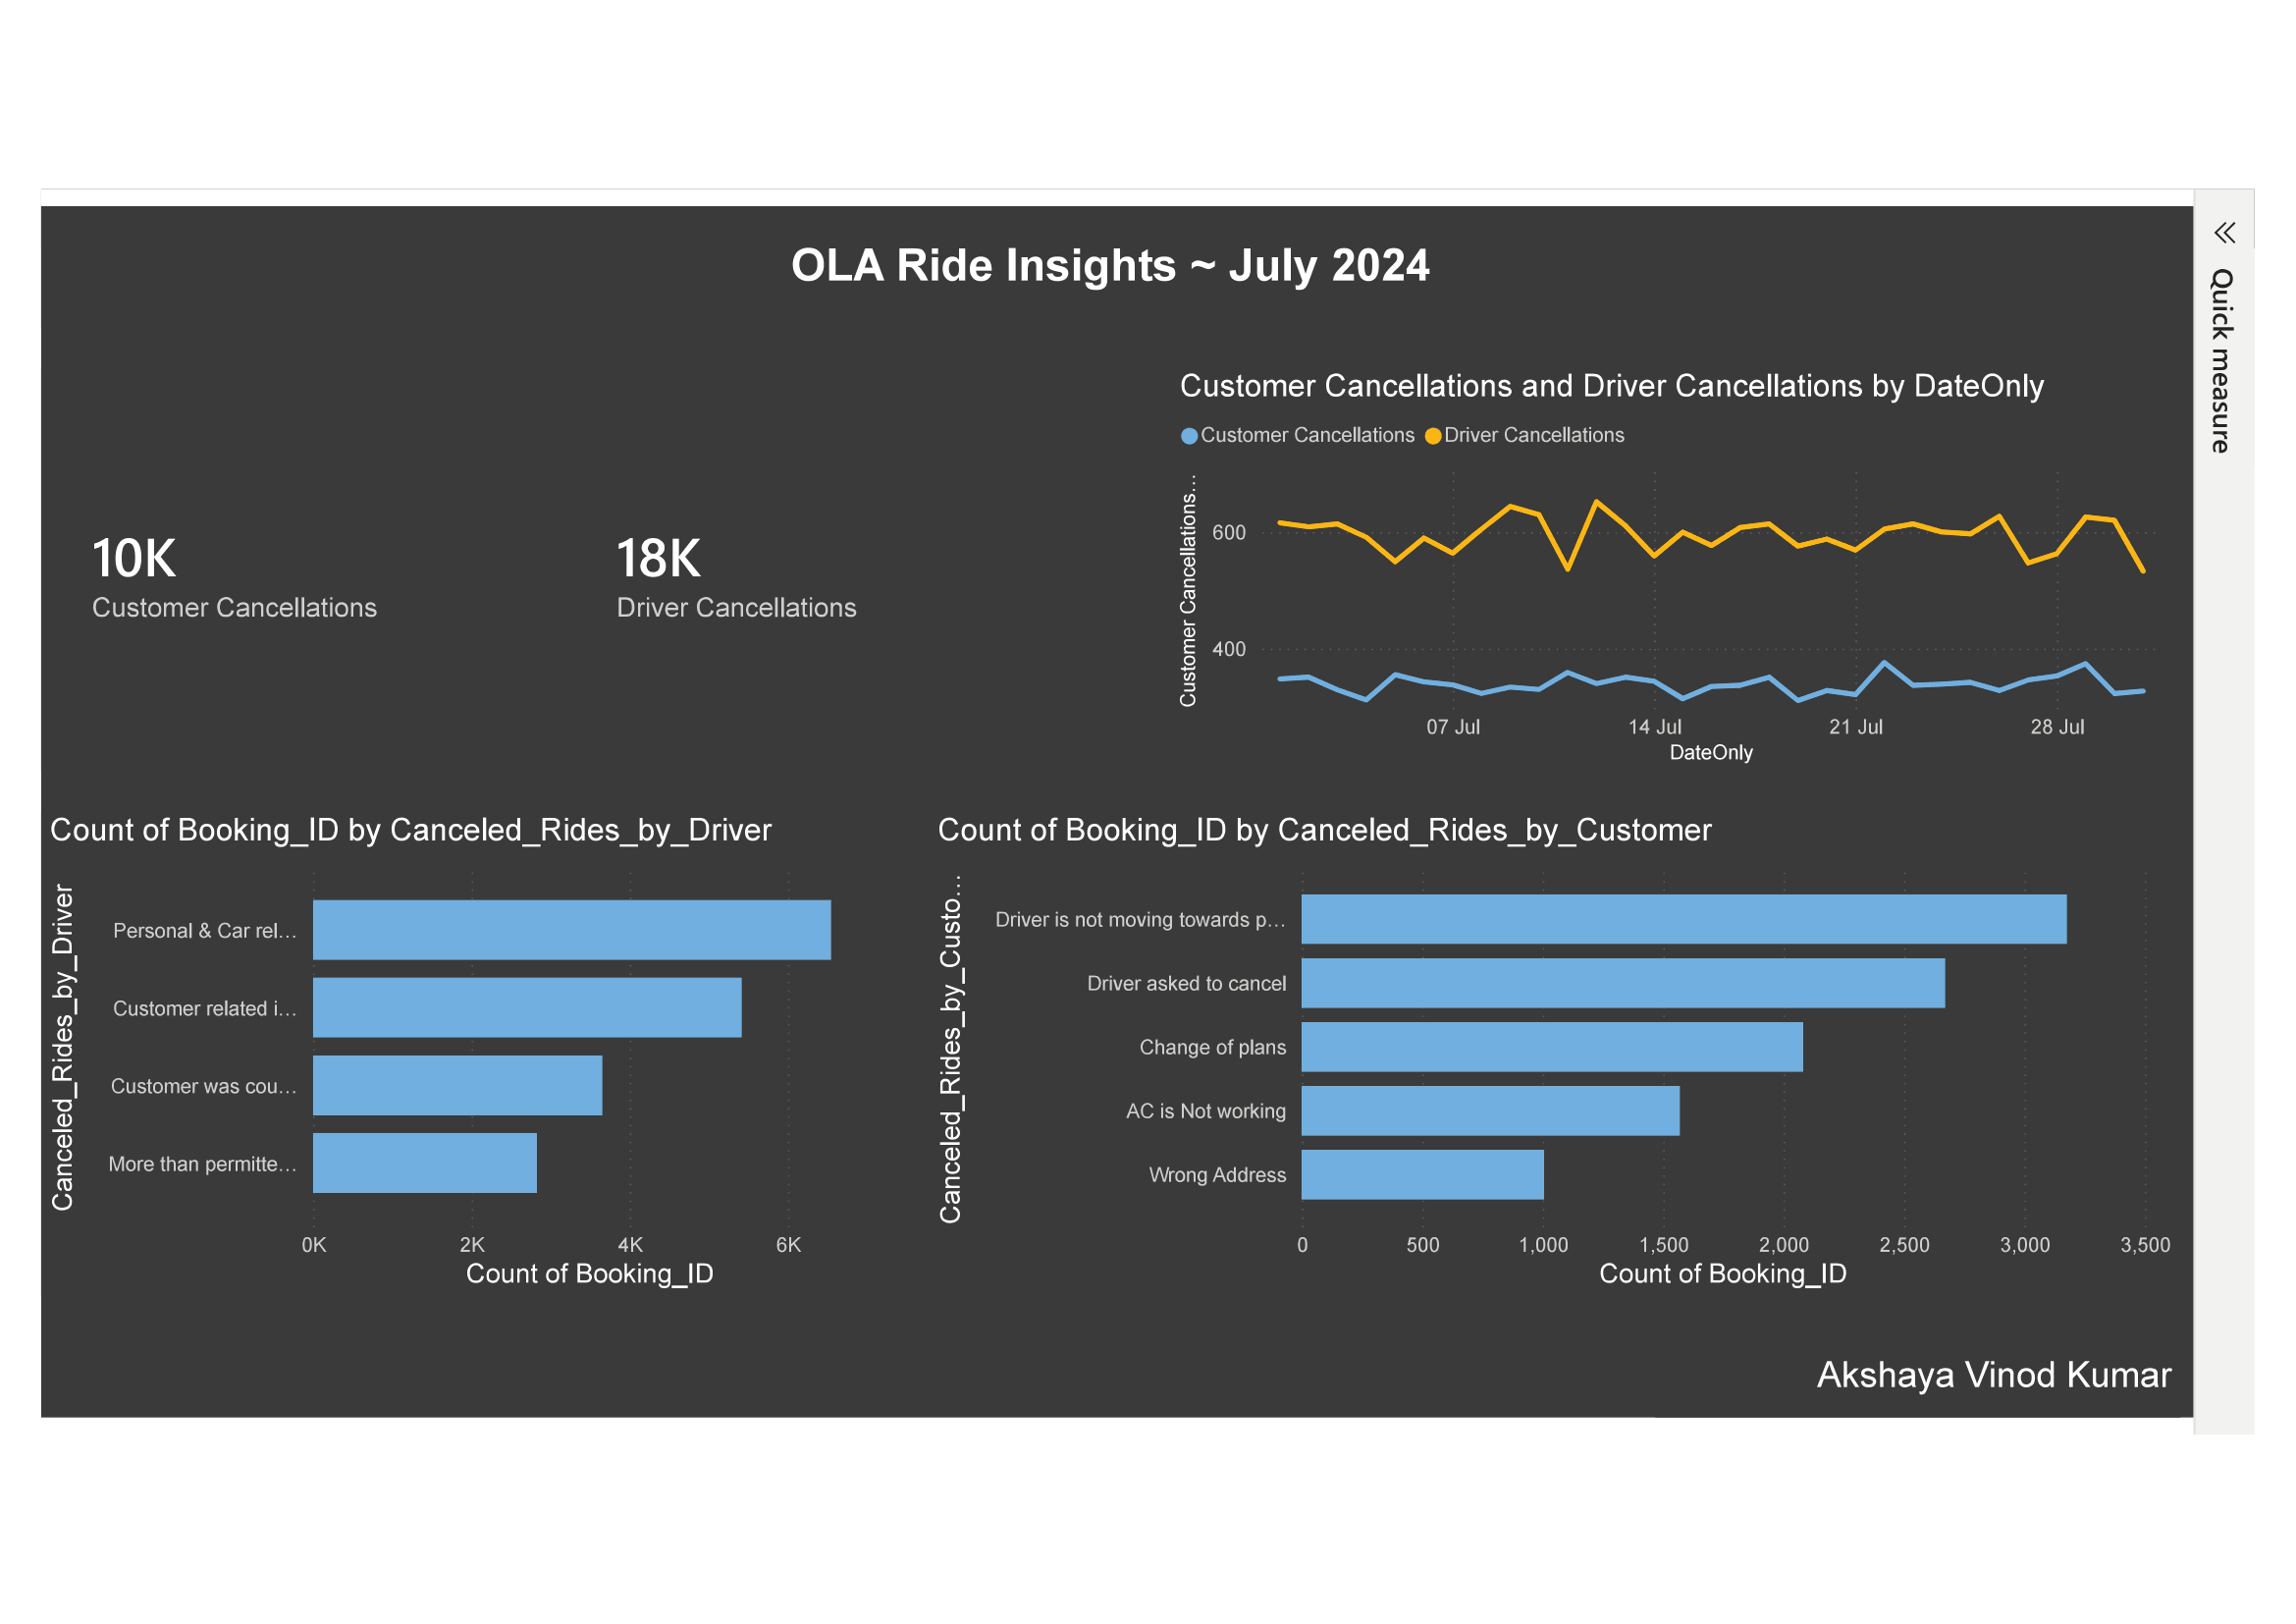 OLA Ride Insights ~ July 2024
Quick measure
10K
Customer Cancellations
18K
Driver Cancellations
Customer Cancellations and Driver Cancellations by DateOnly
Customer Cancellations Driver Cancellations
Customer Cancellations…
600
400
07 Jul 14 Jul 21 Jul 28 Jul
DateOnly
Count of Booking_ID by Canceled_Rides_by_Driver
Canceled_Rides_by_Driver
Personal & Car rel…
Customer related i…
Customer was cou…
More than permitte…
0K 2K 4K 6K
Count of Booking_ID
Count of Booking_ID by Canceled_Rides_by_Customer
Canceled_Rides_by_Custo…
Driver is not moving towards p…
Driver asked to cancel
Change of plans
AC is Not working
Wrong Address
0 500 1,000 1,500 2,000 2,500 3,000 3,500
Count of Booking_ID
Akshaya Vinod Kumar